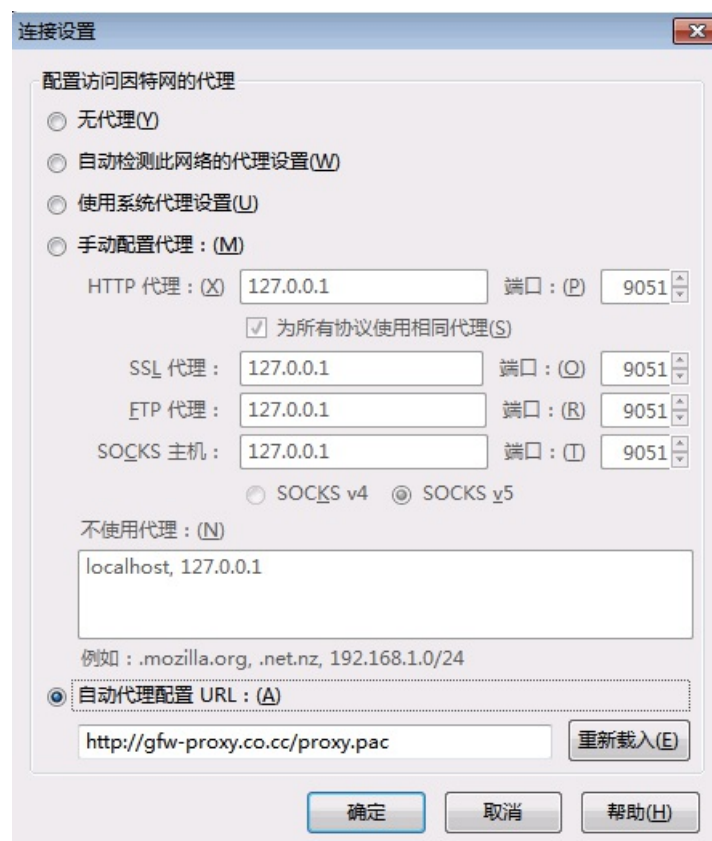 连接设置
配置访问因特网的代理
无代理(Y)
自动检测此网络的代理设置(W)
使用系统代理设置(U)
手动配置代理：(M)
HTTP 代理：(X) 127.0.0.1 端口：(P) 9051
为所有协议使用相同代理(S)
SSL 代理： 127.0.0.1 端口：(O) 9051
FTP 代理： 127.0.0.1 端口：(R) 9051
SOCKS 主机： 127.0.0.1 端口：(T) 9051
SOCKS v4 SOCKS v5
不使用代理：(N)
localhost, 127.0.0.1
例如：.mozilla.org, .net.nz, 192.168.1.0/24
自动代理配置 URL：(A)
http://gfw-proxy.co.cc/proxy.pac 重新载入(E)
确定 取消 帮助(H)